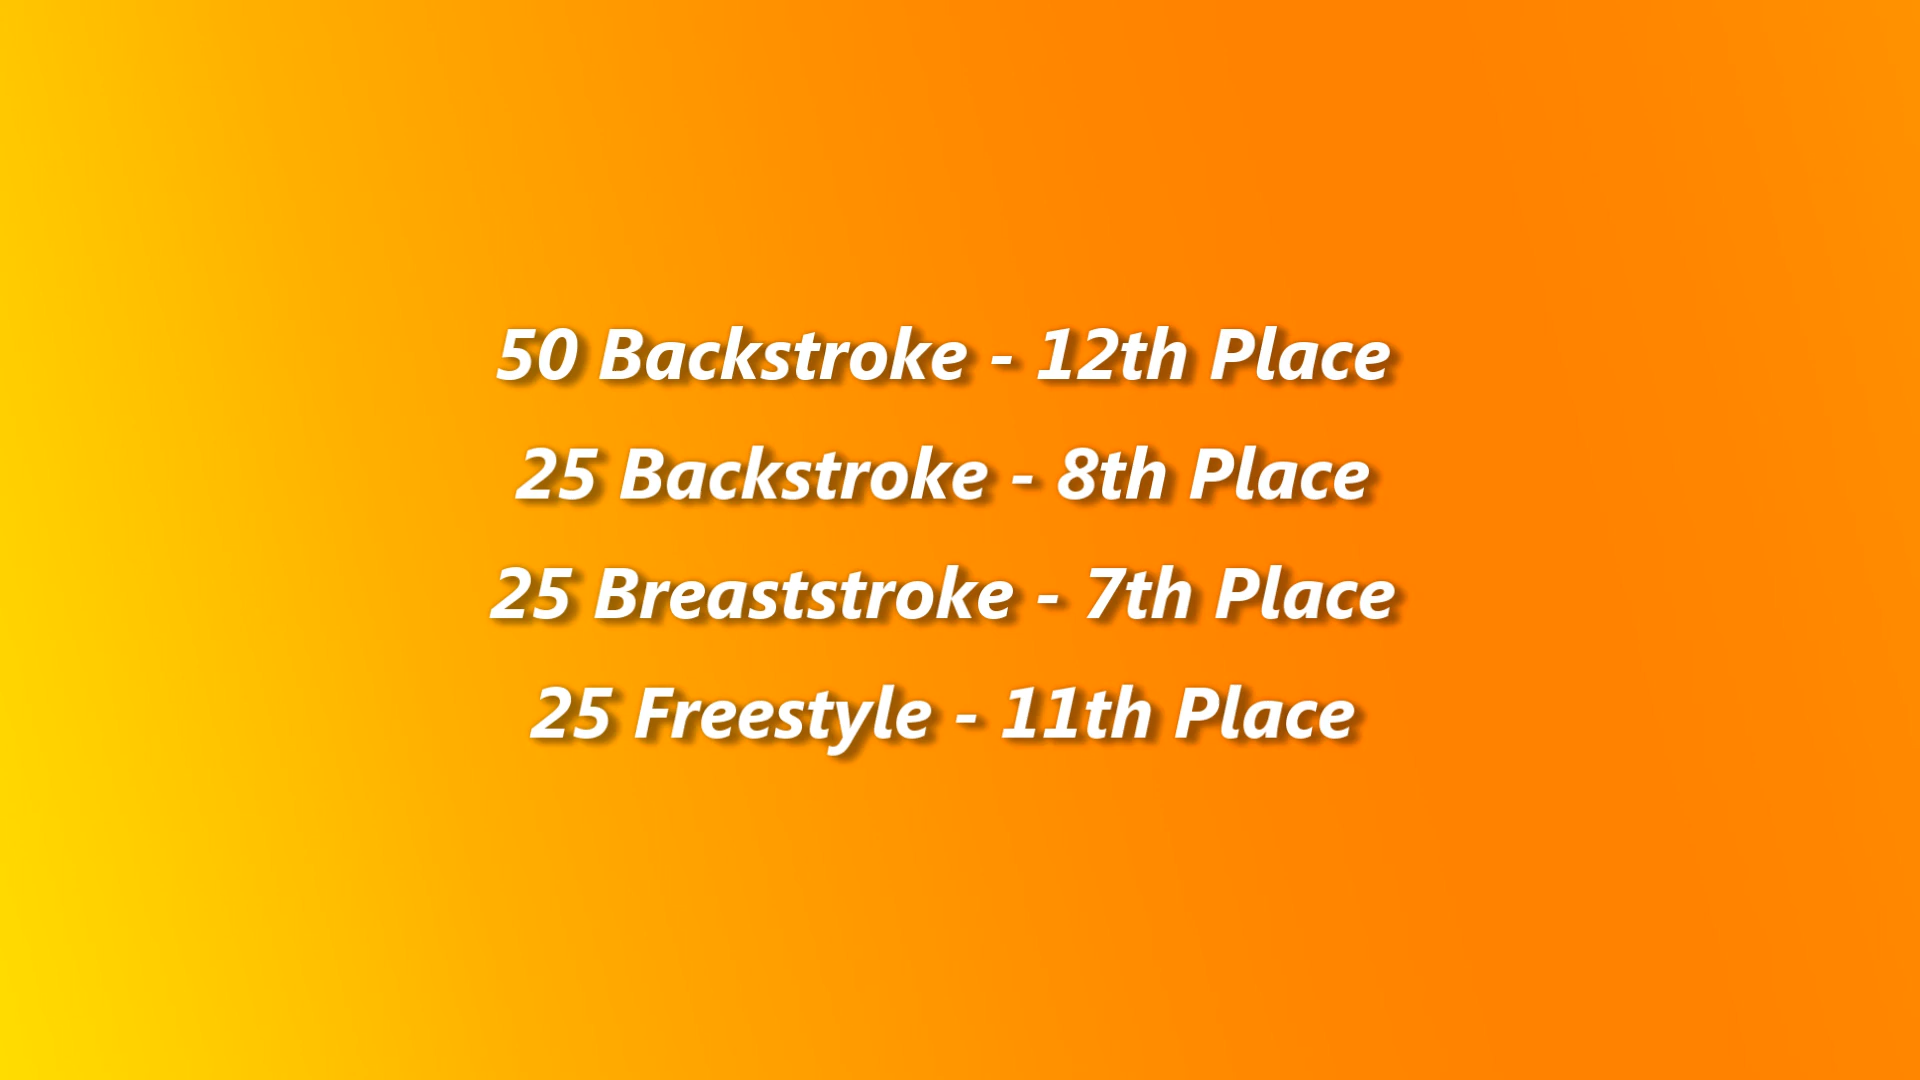 50 Backstroke - 12th Place
25 Backstroke - 8th Place
25 Breaststroke - 7th Place
25 Freestyle - 11th Place